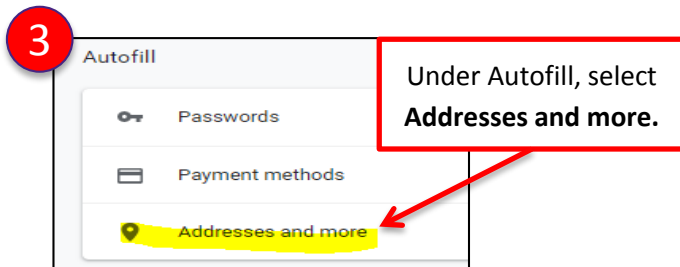 3
Autofill
Under Autofill, select
Addresses and more.
Passwords
Payment methods
Addresses and more